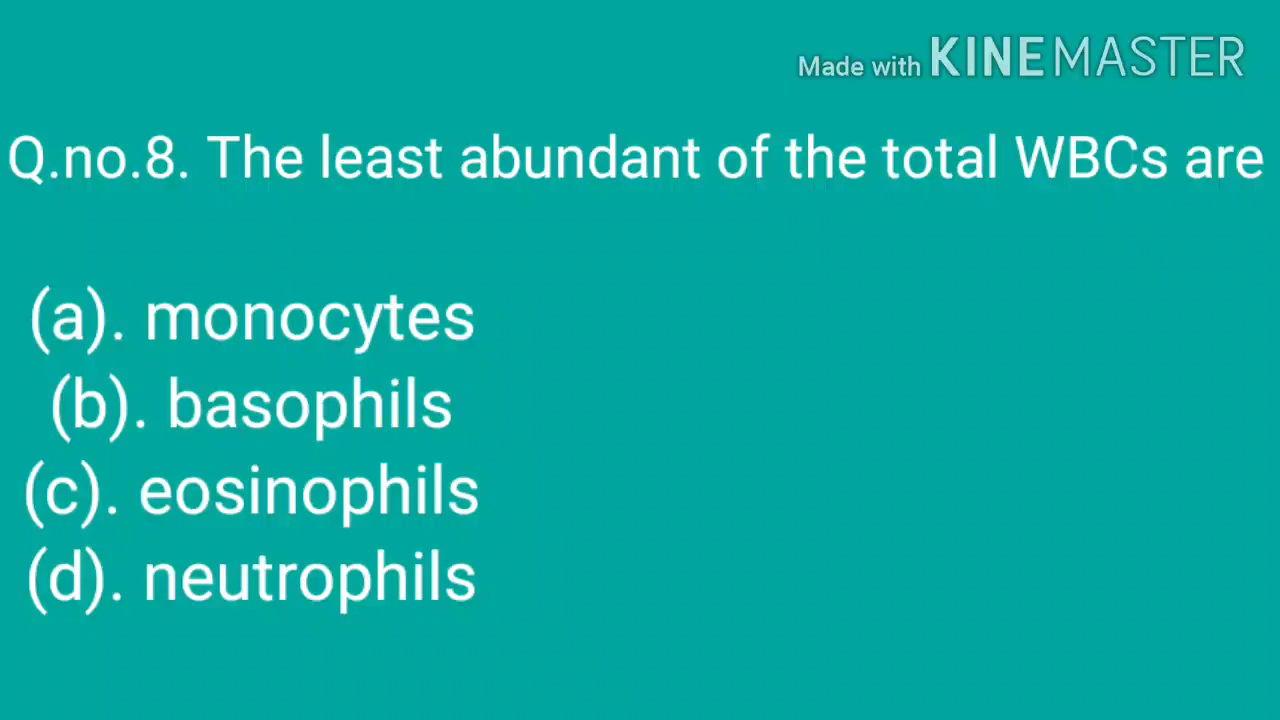 Made with KINEMASTER
Q.no.8. The least abundant of the total WBCs are
(a). monocytes
(b). basophils
(c). eosinophils
(d). neutrophils